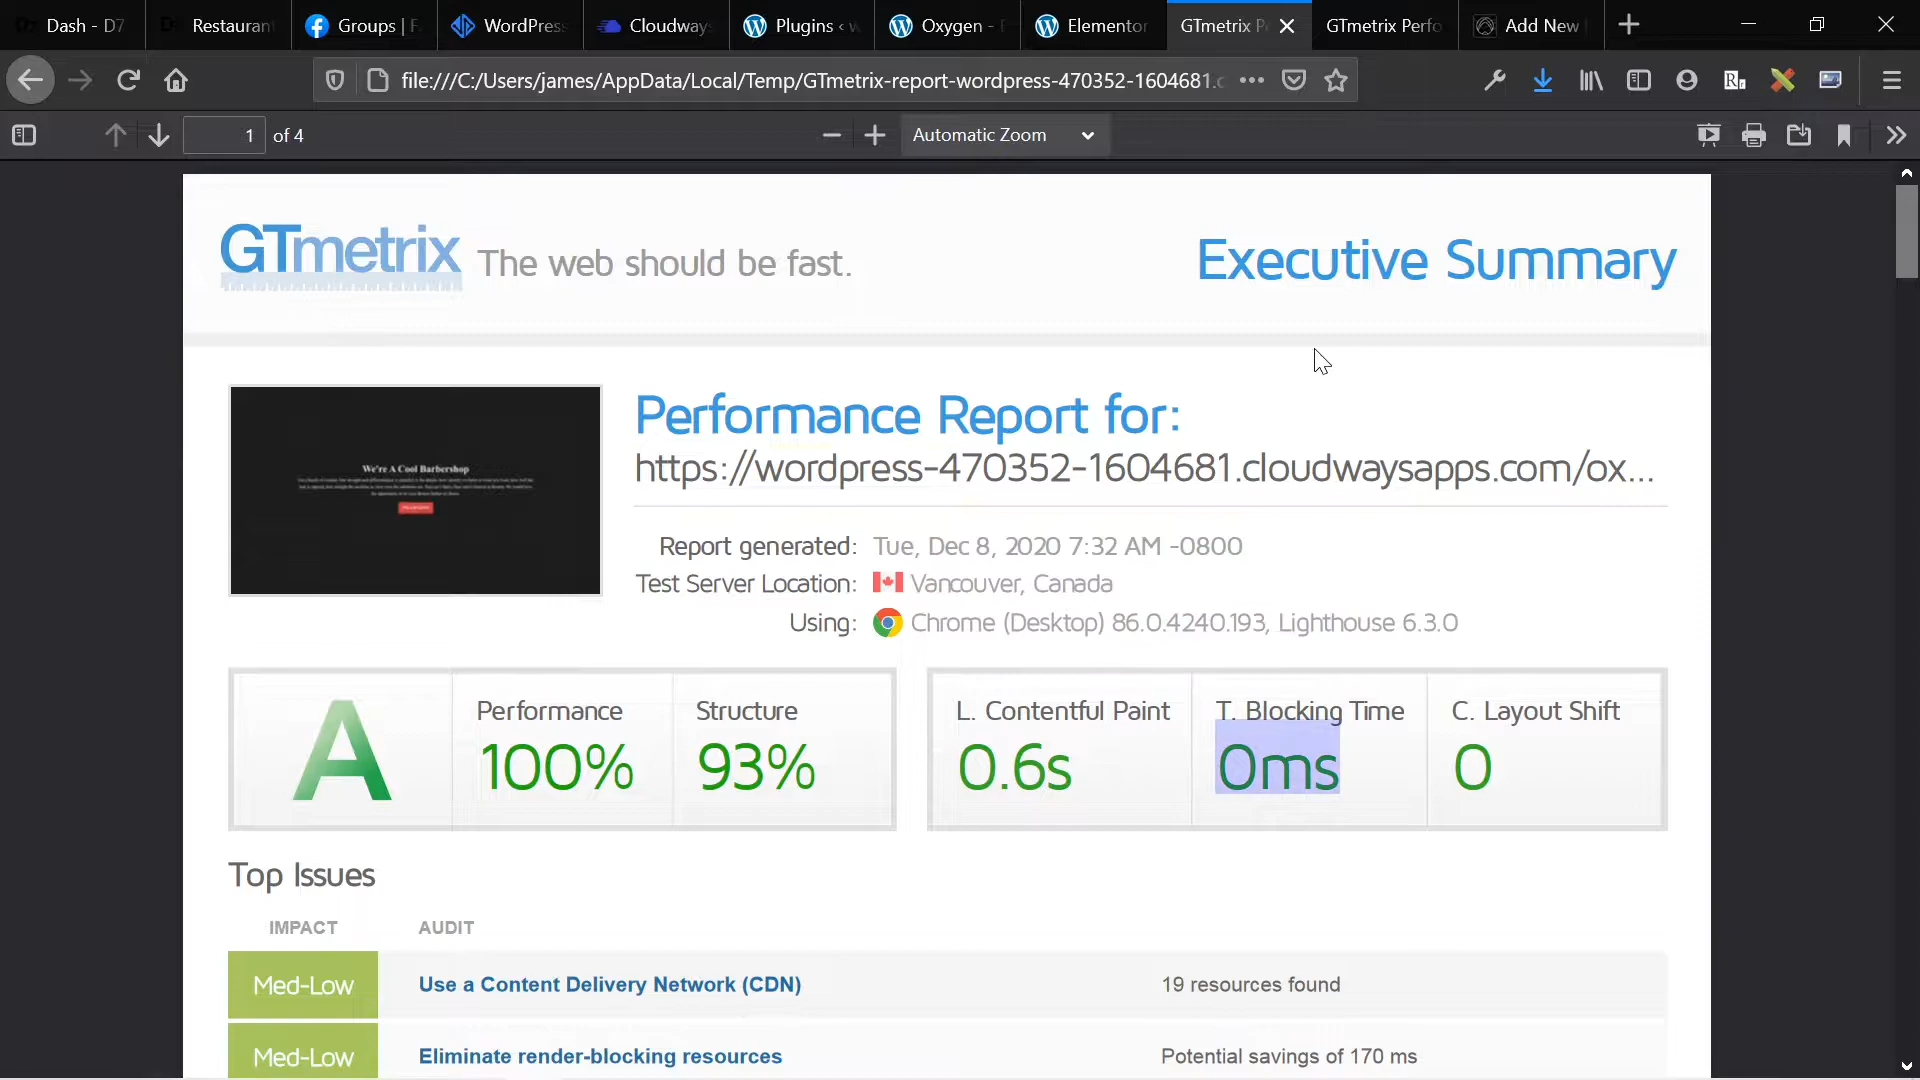 Dash - D7
Restauran
Groups | F
WordPres
Cloudway
Plugins ‹ W
Oxygen -
Elementor
GTmetrix P
GTmetrix Perfo
Add New
file:///C:/Users/james/AppData/Local/Temp/GTmetrix-report-wordpress-470352-1604681.c
1 of 4
Automatic Zoom
GTmetrix The web should be fast.
Executive Summary
We're A Cool Barbershop
Performance Report for:
https://wordpress-470352-1604681.cloudwaysapps.com/ox...
Report generated: Tue, Dec 8, 2020 7:32 AM -0800
Test Server Location: Vancouver, Canada
Using: Chrome (Desktop) 86.0.4240.193, Lighthouse 6.3.0
A
Performance
100%
Structure
93%
L. Contentful Paint
0.6s
T. Blocking Time
0ms
C. Layout Shift
0
Top Issues
IMPACT AUDIT
Med-Low Use a Content Delivery Network (CDN) 19 resources found
Med-Low Eliminate render-blocking resources Potential savings of 170 ms